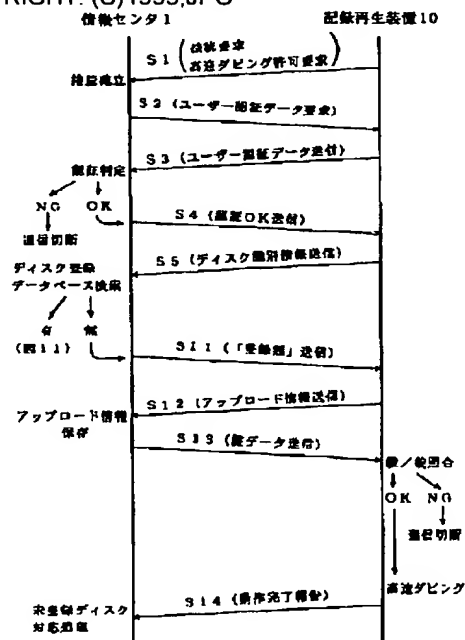 RIGHT: (C)1999,JPO
情報センタ1
記録再生装置10
S1
接続要求
高速ダビング許可要求
S2 (ユーザー認証データ要求)
S3 (ユーザー認証データ送信)
認証判定
NG OK
S4 (認証OK送信)
通信切断
S5 (ディスク識別情報送信)
ディスク登録
データベース検索
有 無
(図11)
S11 (「登録無」送信)
S12 (アップロード情報送信)
アップロード情報
保存
S13 (鍵データ送信)
鍵/錠照合
OK NG
通信切断
高速ダビング
S14 (動作完了報告)
未登録ディスク
対応処理